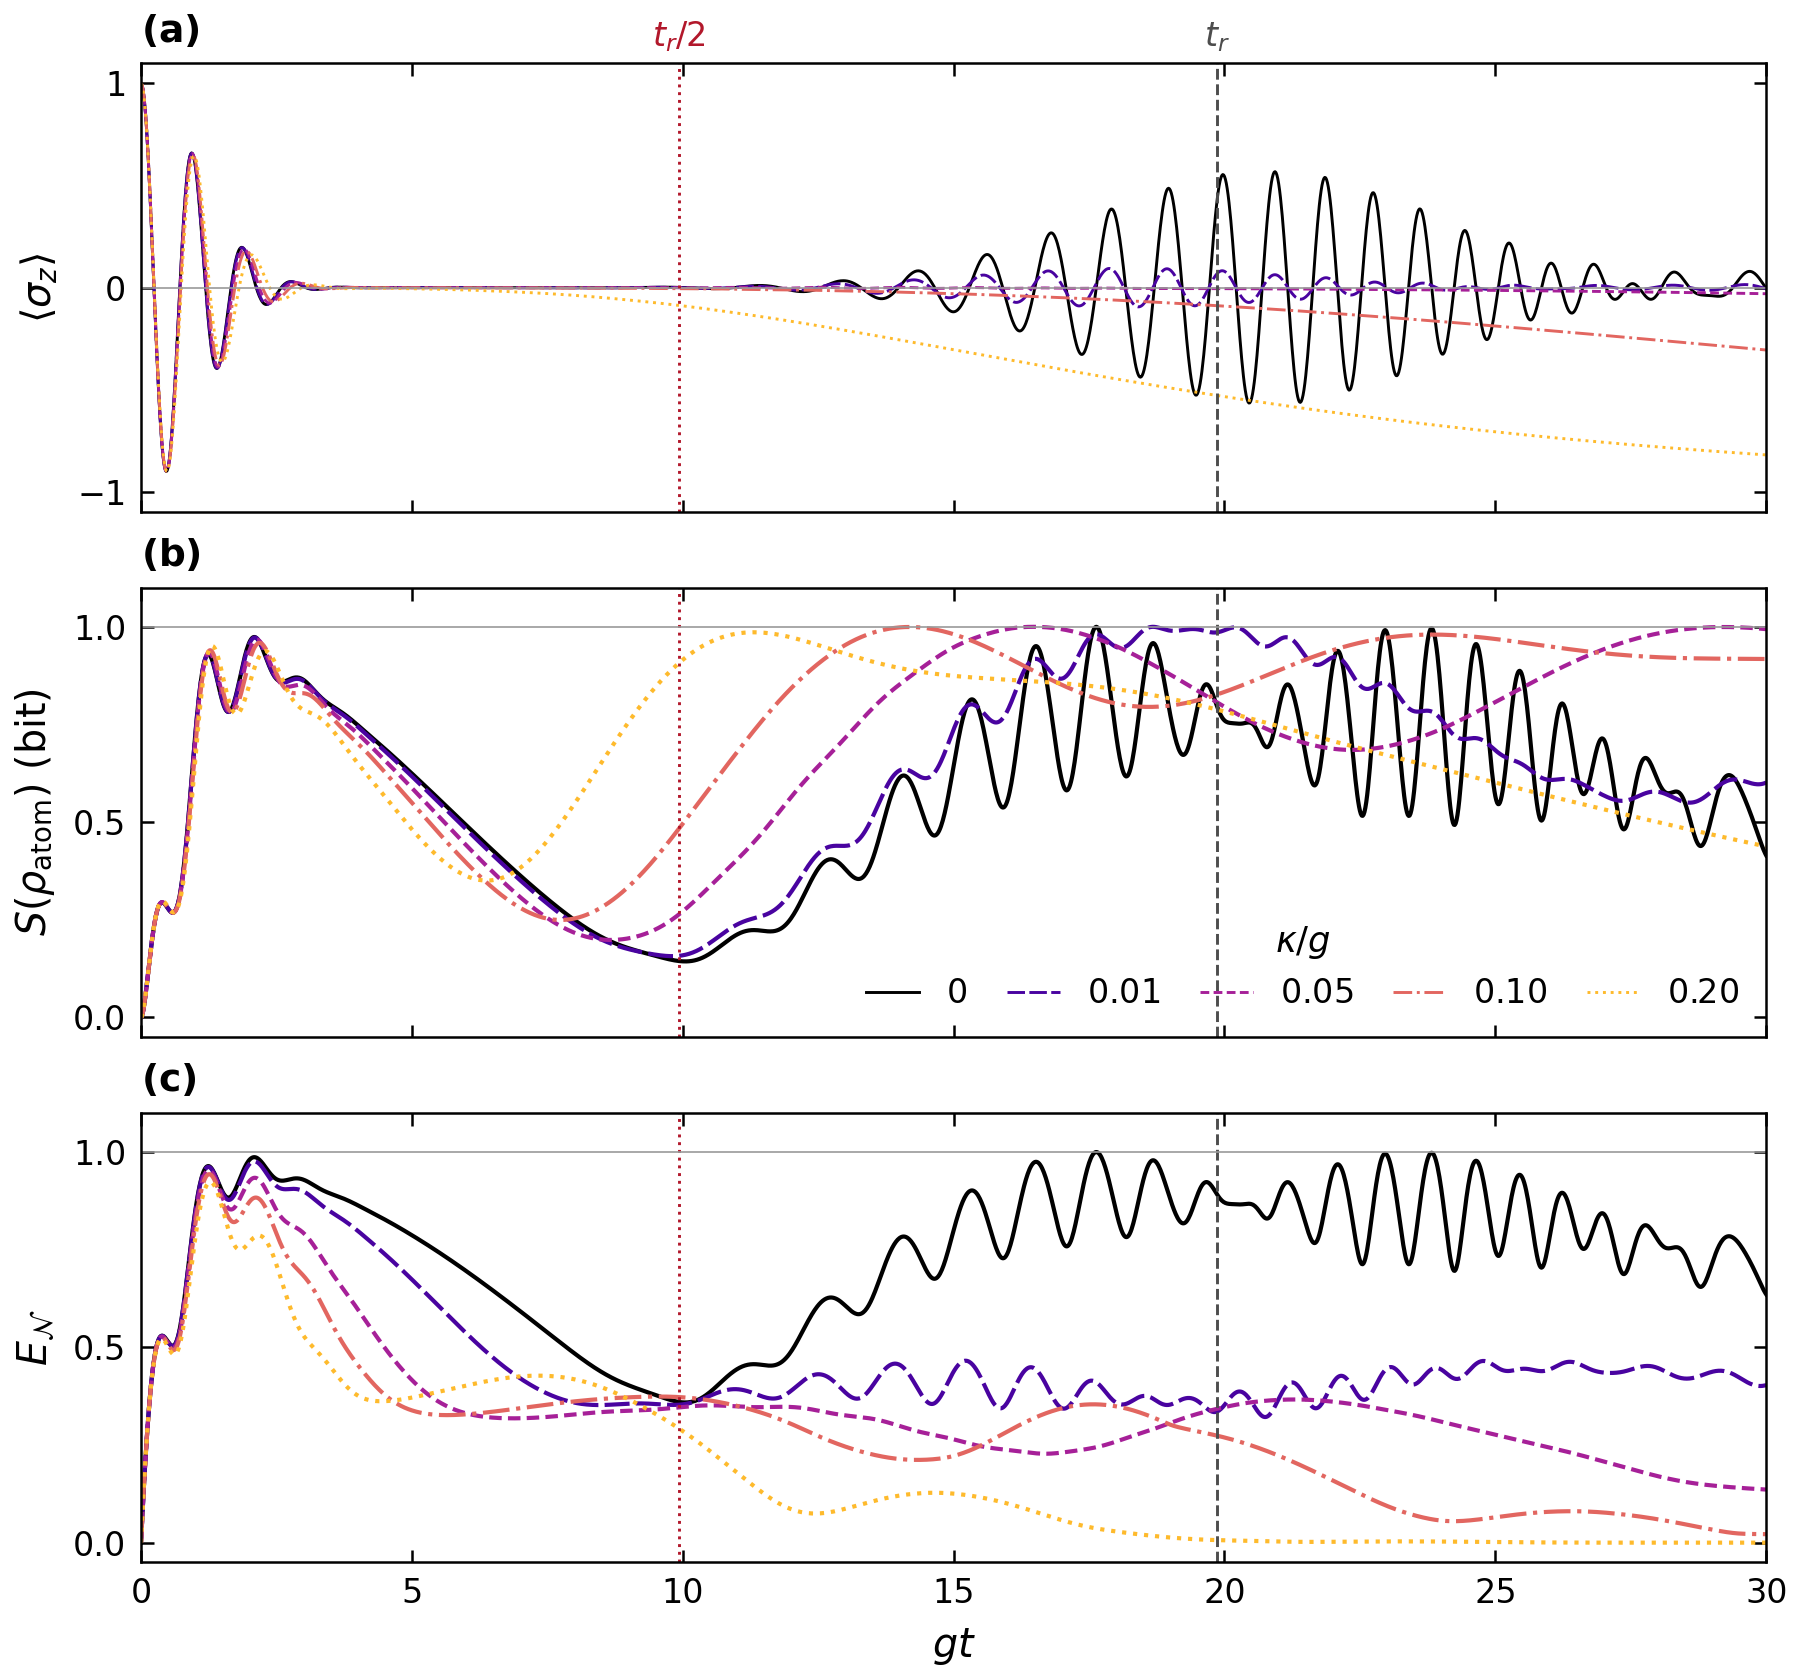 (a)
t_r/2
t_r
1
0
−1
⟨σ_z⟩
(b)
1.0
0.5
0.0
S(ρ_atom) (bit)
κ/g
0 0.01 0.05 0.10 0.20
(c)
1.0
0.5
0.0
E_𝒩
0 5 10 15 20 25 30
gt